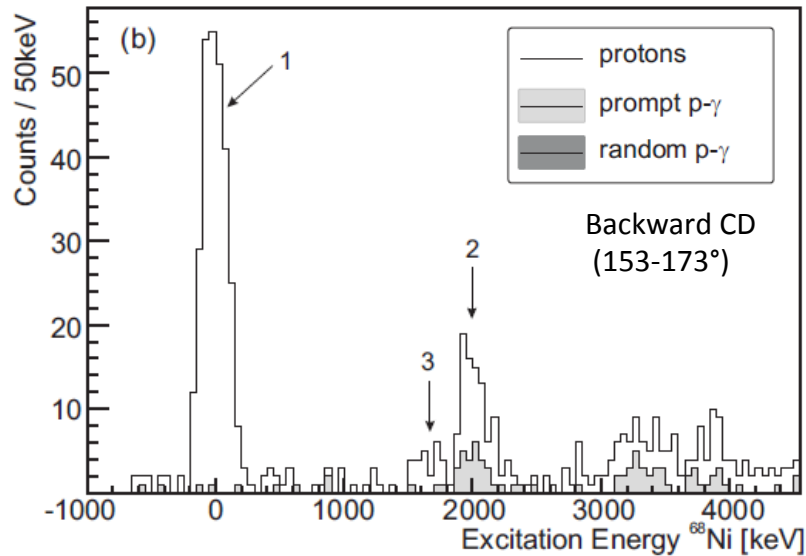 (b)
1
2
3
protons
prompt p-γ
random p-γ
Backward CD
(153-173°)
Counts / 50keV
50
40
30
20
10
-1000 0 1000 2000 3000 4000
Excitation Energy ⁶⁸Ni [keV]